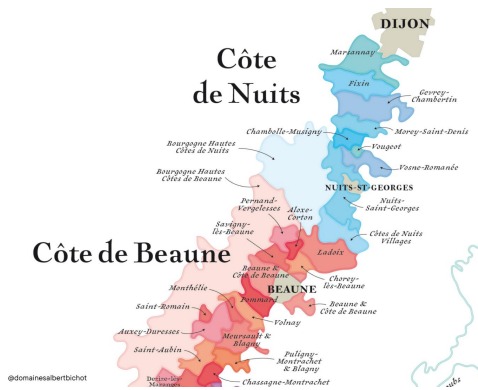 DIJON
Marsannay
Côte
de Nuits
Fixin
Gevrey-
Chambertin
Chambolle-Musigny
Morey-Saint-Denis
Bourgogne Hautes
Côtes de Nuits
Vougeot
Vosne-Romanée
Bourgogne Hautes
Côtes de Beaune
NUITS-ST-GEORGES
Pernand-
Vergelesses
Aloxe-
Corton
Nuits-
Saint-Georges
Savigny-
lès-Beaune
Côtes de Nuits
Villages
Côte de Beaune
Ladoix
Beaune &
Côte de Beaune
Chorey-
lès-Beaune
Monthélie
BEAUNE
Pommard
Saint-Romain
Beaune &
Côte de Beaune
Volnay
Auxey-Duresses
Meursault &
Blagny
Saint-Aubin
Puligny-
Montrachet
& Blagny
@domainesalbertbichot
Dezize-lès-
Maranges
Chassagne-Montrachet